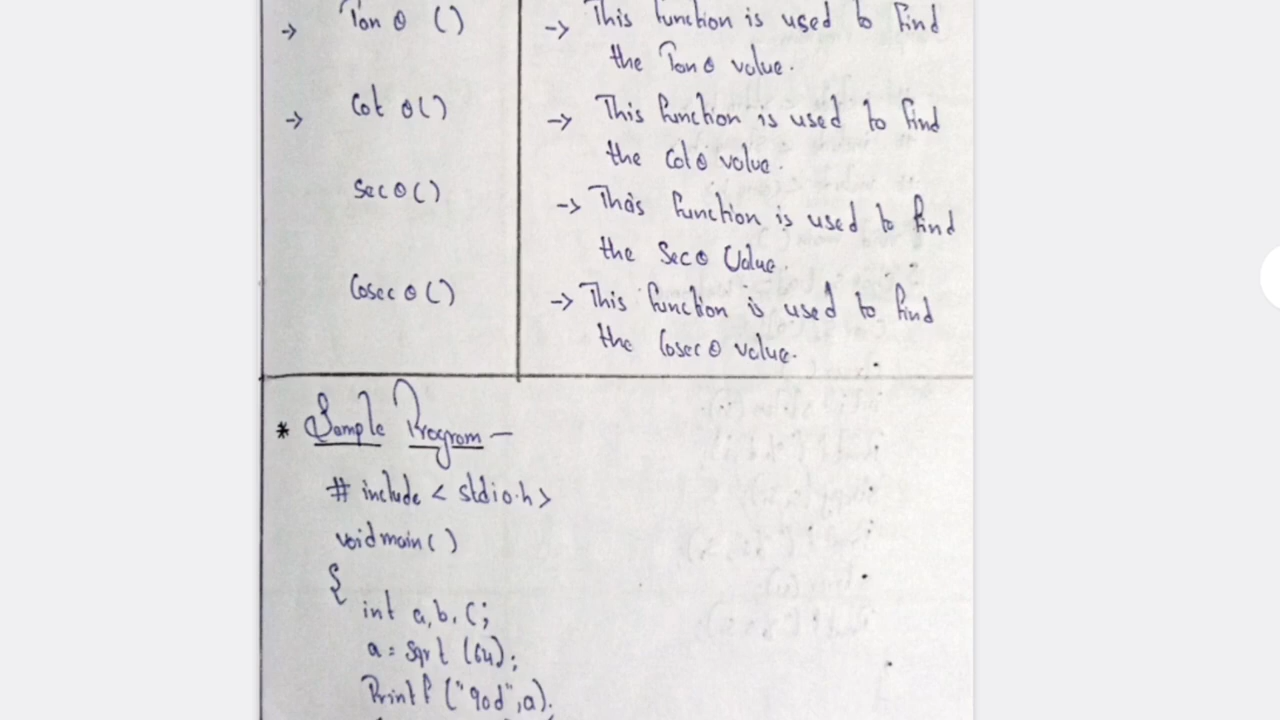 → Tan θ () → This function is used to find
the Tan θ value.
→ Cot θ() → This function is used to find
the Cot θ value.
Sec θ() → This function is used to find
the Sec θ Value.
Cosec θ() → This function is used to find
the Cosec θ value.
* Sample Program —
# include < stdio.h>
void main()
{
int a, b, c;
a = sqrt (64);
Printf ("%d", a).